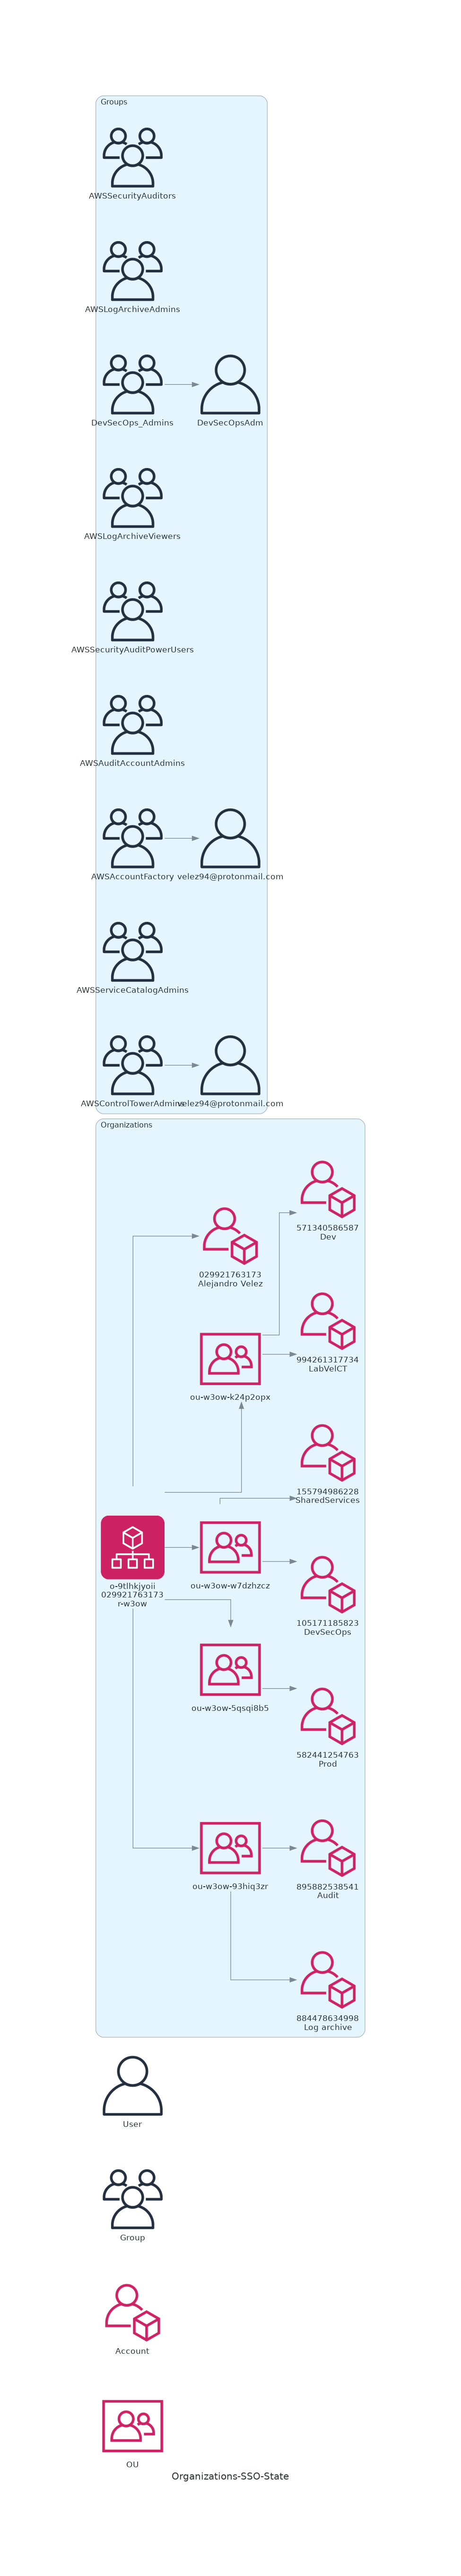 Groups
AWSSecurityAuditors
AWSLogArchiveAdmins
DevSecOps_Admins
DevSecOpsAdm
AWSLogArchiveViewers
AWSSecurityAuditPowerUsers
AWSAuditAccountAdmins
AWSAccountFactory
velez94@protonmail.com
AWSServiceCatalogAdmins
AWSControlTowerAdmins
velez94@protonmail.com
Organizations
571340586587
Dev
029921763173
Alejandro Velez
994261317734
LabVelCT
ou-w3ow-k24p2opx
155794986228
SharedServices
o-9tlhkjyoii
029921763173
r-w3ow
ou-w3ow-w7dzhzcz
105171185823
DevSecOps
ou-w3ow-5qsqi8b5
582441254763
Prod
ou-w3ow-93hiq3zr
895882538541
Audit
884478634998
Log archive
User
Group
Account
OU
Organizations-SSO-State